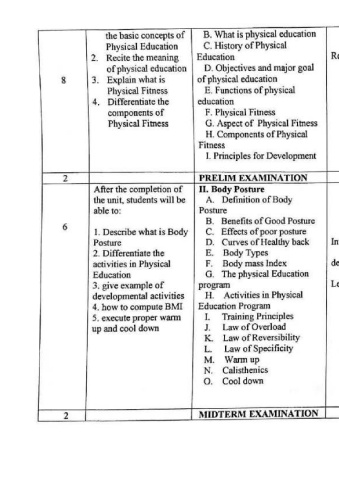 the basic concepts of
Physical Education
2. Recite the meaning
of physical education
8
3. Explain what is
Physical Fitness
4. Differentiate the
components of
Physical Fitness
B. What is physical education
C. History of Physical
Education
D. Objectives and major goal
of physical education
E. Functions of physical
education
F. Physical Fitness
G. Aspect of Physical Fitness
H. Components of Physical
Fitness
I. Principles for Development
2
PRELIM EXAMINATION
6
After the completion of
the unit, students will be
able to:
1. Describe what is Body
Posture
2. Differentiate the
activities in Physical
Education
3. give example of
developmental activities
4. how to compute BMI
5. execute proper warm
up and cool down
II. Body Posture
A. Definition of Body
Posture
B. Benefits of Good Posture
C. Effects of poor posture
D. Curves of Healthy back
E. Body Types
F. Body mass Index
G. The physical Education
program
H. Activities in Physical
Education Program
I. Training Principles
J. Law of Overload
K. Law of Reversibility
L. Law of Specificity
M. Warm up
N. Calisthenics
O. Cool down
2
MIDTERM EXAMINATION